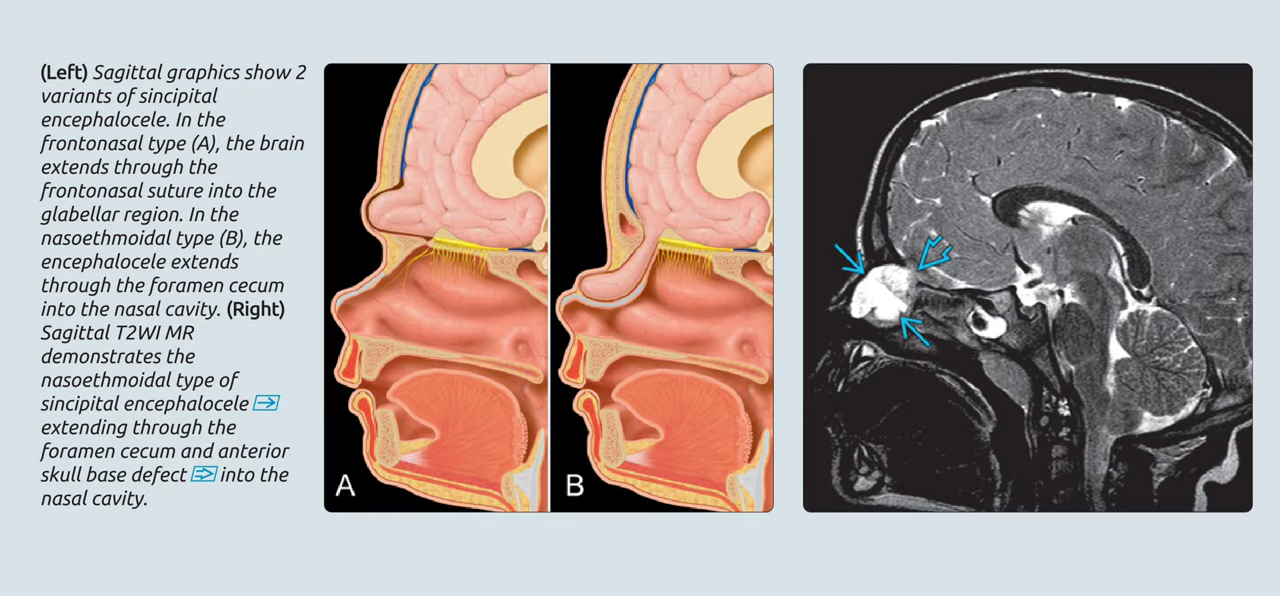 (Left) Sagittal graphics show 2
variants of sincipital
encephalocele. In the
frontonasal type (A), the brain
extends through the
frontonasal suture into the
glabellar region. In the
nasoethmoidal type (B), the
encephalocele extends
through the foramen cecum
into the nasal cavity. (Right)
Sagittal T2WI MR
demonstrates the
nasoethmoidal type of
sincipital encephalocele
extending through the
foramen cecum and anterior
skull base defect into the
nasal cavity.
A
B